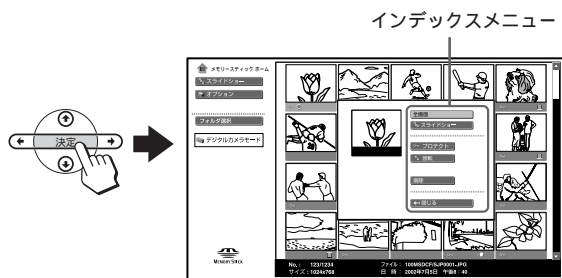 インデックスメニュー
メモリースティック ホーム
スライドショー
オプション
フォルダ選択
デジタルカメラモード
決定
全画面
スライドショー
プロテクト
回転
削除
閉じる
MEMORY STICK
No.： 123/1234
ファイル： 100MSDCF/SJP0001.JPG
サイズ：1024x768
日 時： 2002年7月5日 午後8：40